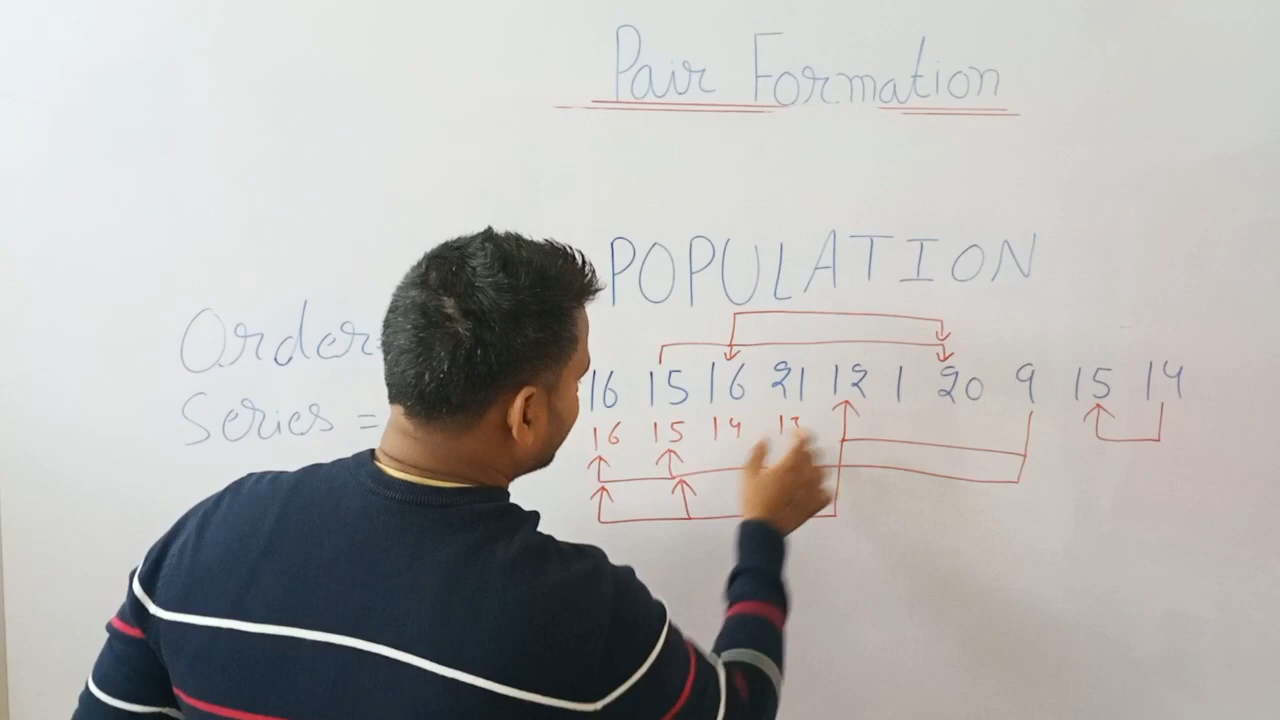 Pair Formation
POPULATION
Order
Series =
16 15 16 21 12 1 20 9 15 14
16 15 14 13